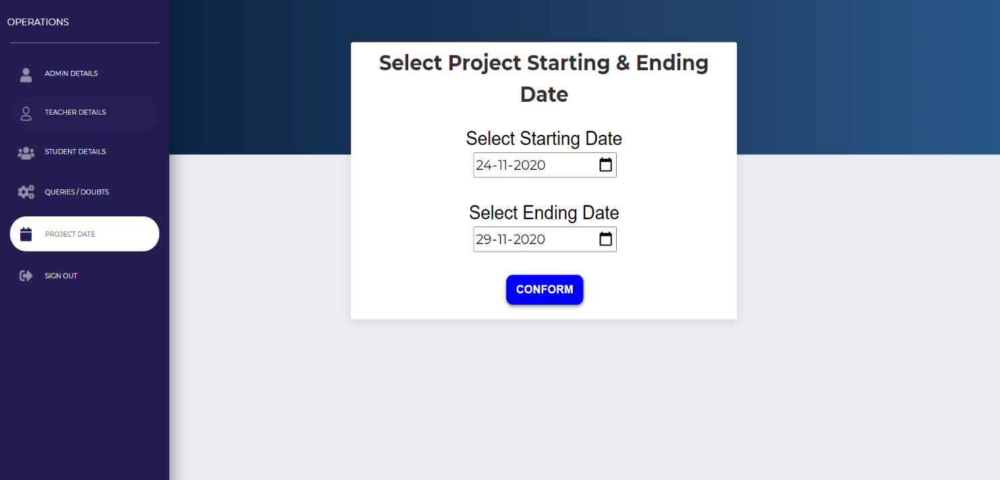 OPERATIONS
ADMIN DETAILS
TEACHER DETAILS
STUDENT DETAILS
QUERIES / DOUBTS
PROJECT DATE
SIGN OUT
Select Project Starting & Ending
Date
Select Starting Date
24-11-2020
Select Ending Date
29-11-2020
CONFORM